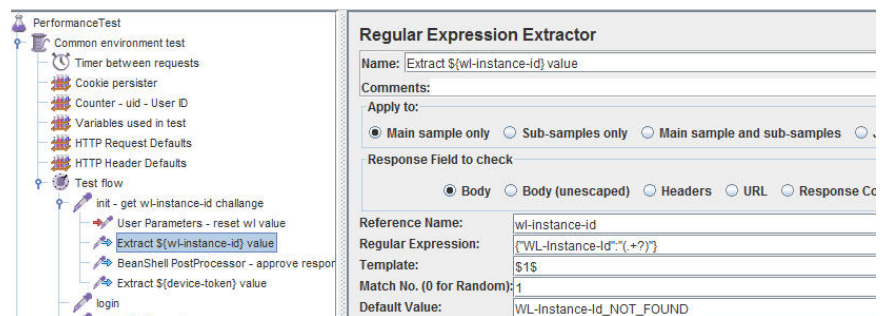 PerformanceTest
Common environment test
Timer between requests
Cookie persister
Counter - uid - User ID
Variables used in test
HTTP Request Defaults
HTTP Header Defaults
Test flow
init - get wl-instance-id challange
User Parameters - reset wl value
Extract ${wl-instance-id} value
BeanShell PostProcessor - approve respor
Extract ${device-token} value
login
Regular Expression Extractor
Name: Extract ${wl-instance-id} value
Comments:
Apply to:
Main sample only Sub-samples only Main sample and sub-samples
Response Field to check
Body Body (unescaped) Headers URL Response Co
Reference Name: wl-instance-id
Regular Expression: {"WL-Instance-Id":"(.+?)"}
Template: $1$
Match No. (0 for Random): 1
Default Value: WL-Instance-Id_NOT_FOUND